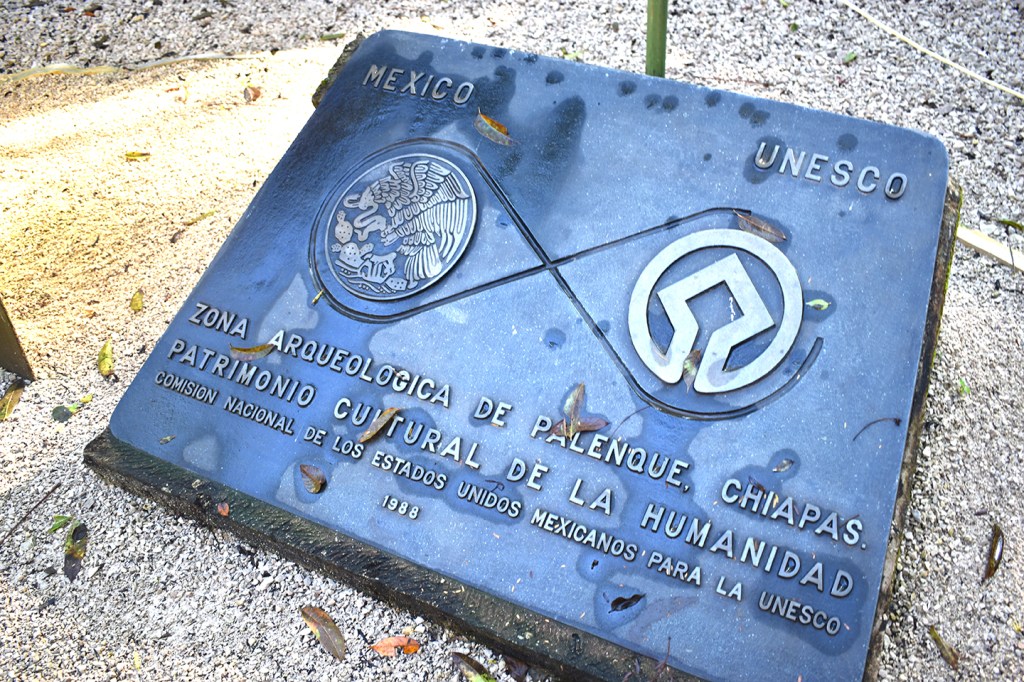 MEXICO
UNESCO
ZONA ARQUEOLOGICA DE PALENQUE, CHIAPAS.
PATRIMONIO CULTURAL DE LA HUMANIDAD
COMISION NACIONAL DE LOS ESTADOS UNIDOS MEXICANOS PARA LA UNESCO
1988